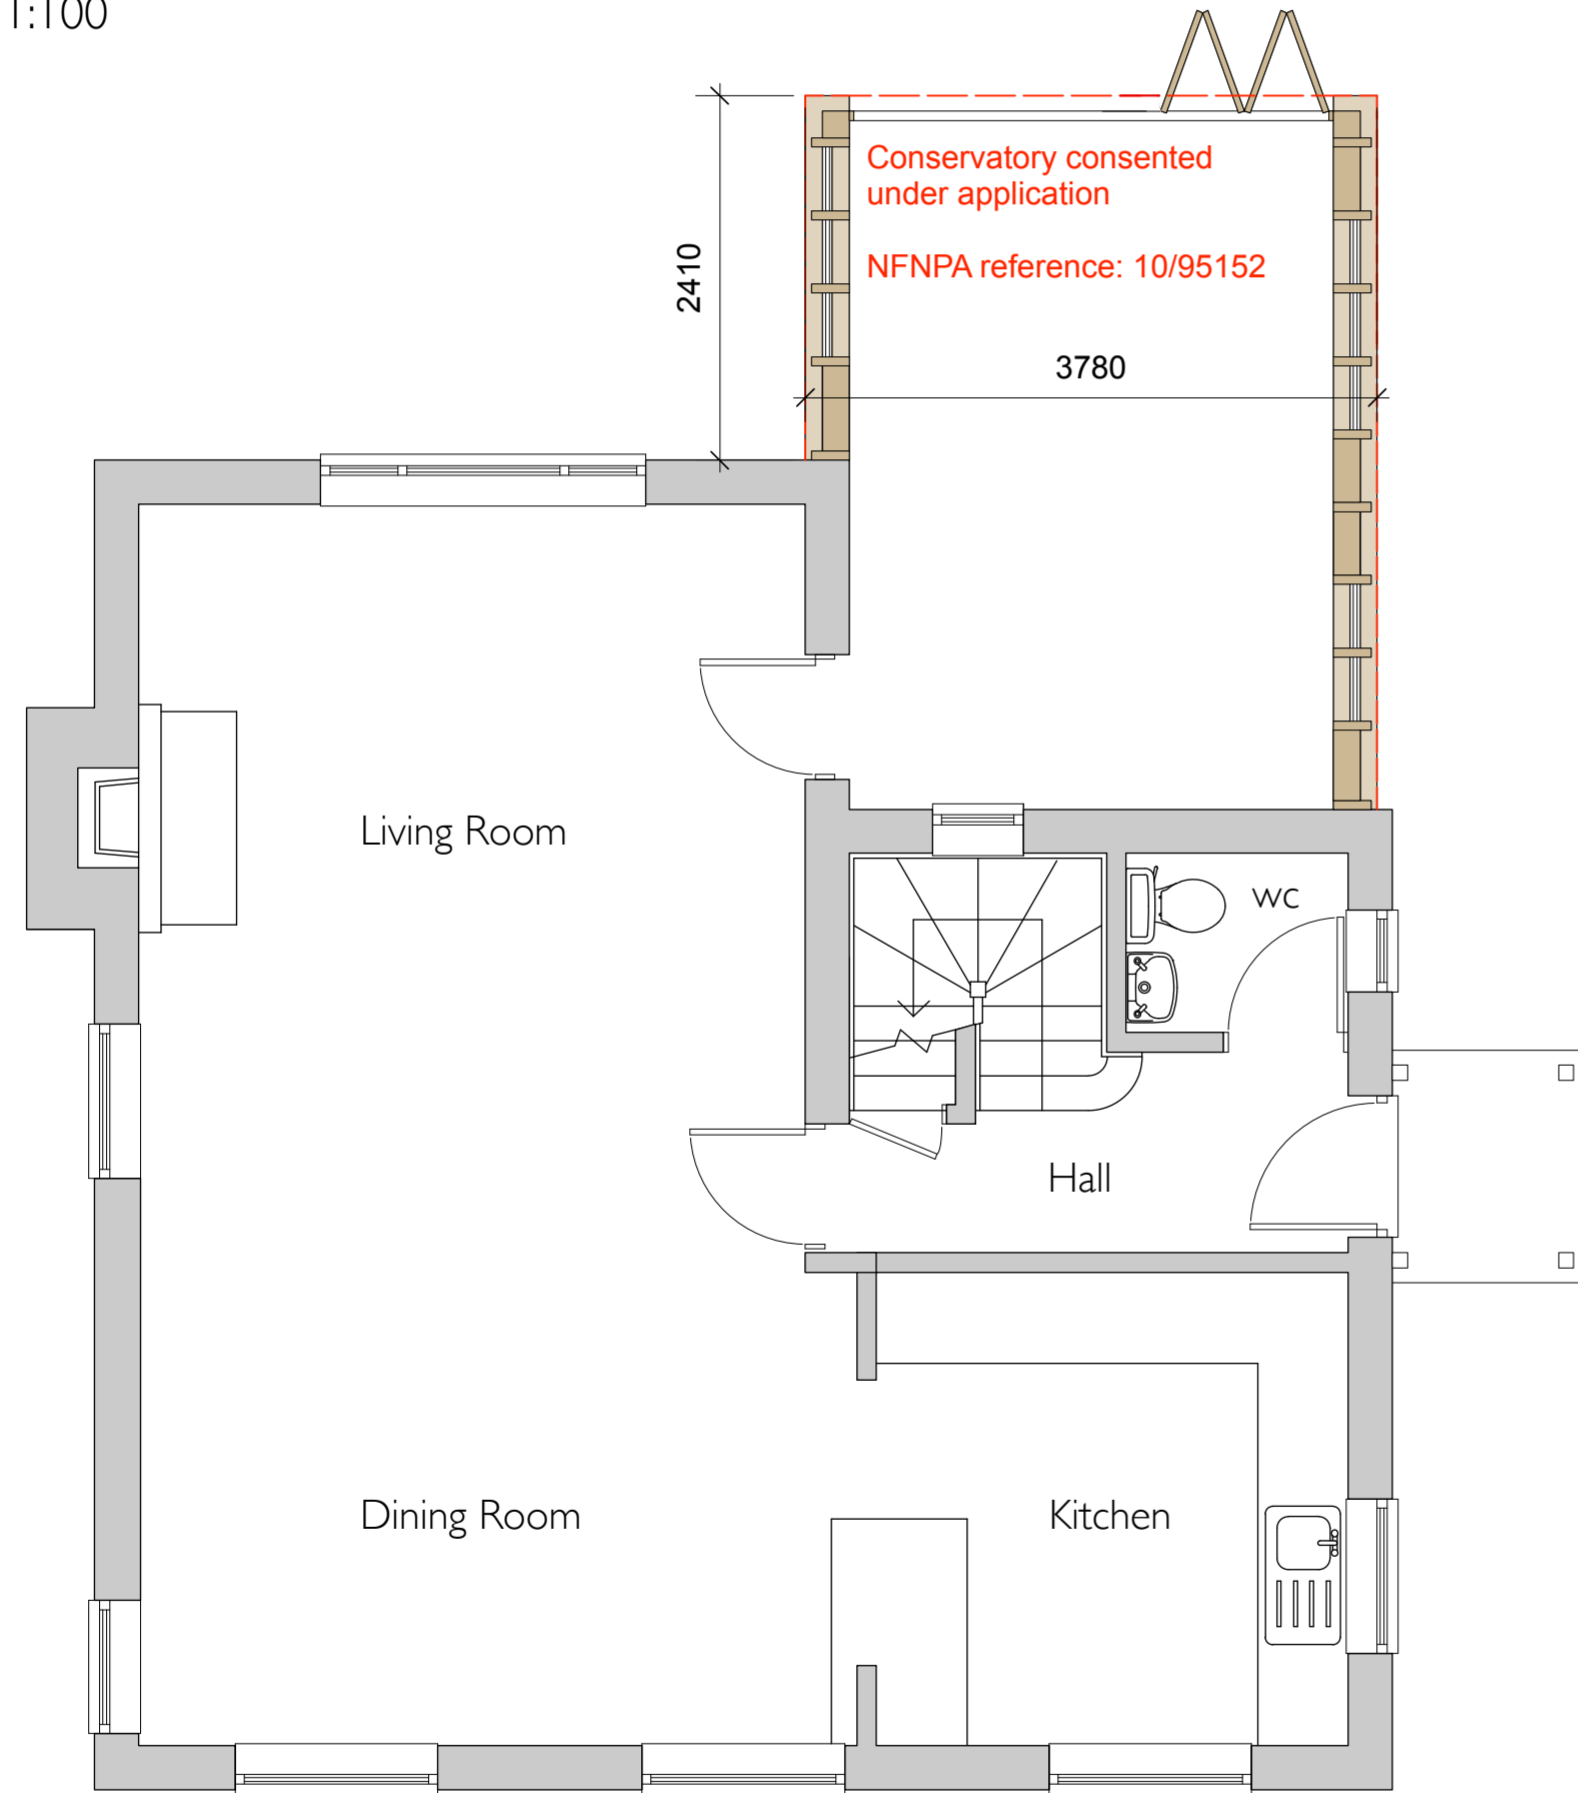 1:100
Conservatory consented
under application
NFNPA reference: 10/95152
2410
3780
Living Room
WC
Hall
Dining Room
Kitchen